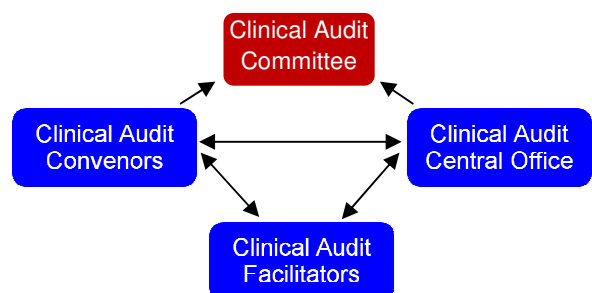 Clinical Audit
Committee
Clinical Audit
Convenors
Clinical Audit
Central Office
Clinical Audit
Facilitators